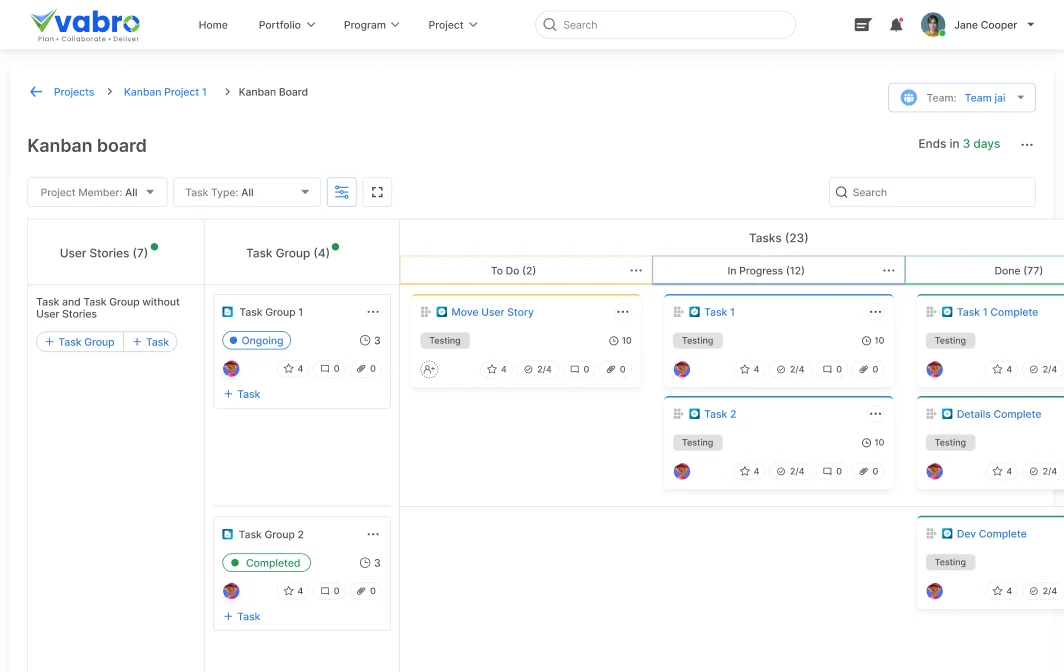 vabro
Plan • Collaborate • Deliver
Home Portfolio Program Project Search Jane Cooper
Projects > Kanban Project 1 > Kanban Board
Team: Team jai
Kanban board
Ends in 3 days ...
Project Member: All Task Type: All Search
User Stories (7) Task Group (4) Tasks (23)
To Do (2) ... In Progress (12) ... Done (77)
Task and Task Group without
User Stories
+ Task Group + Task
Task Group 1 ...
Ongoing 3
4 0 0
+ Task
Move User Story ...
Testing 10
4 2/4 0 0
Task 1 ...
Testing 10
4 2/4 0 0
Task 1 Complete
Testing
4 2/4
Task 2 ...
Testing 10
4 2/4 0 0
Details Complete
Testing
4 2/4
Task Group 2 ...
Completed 3
4 0 0
+ Task
Dev Complete
Testing
4 2/4